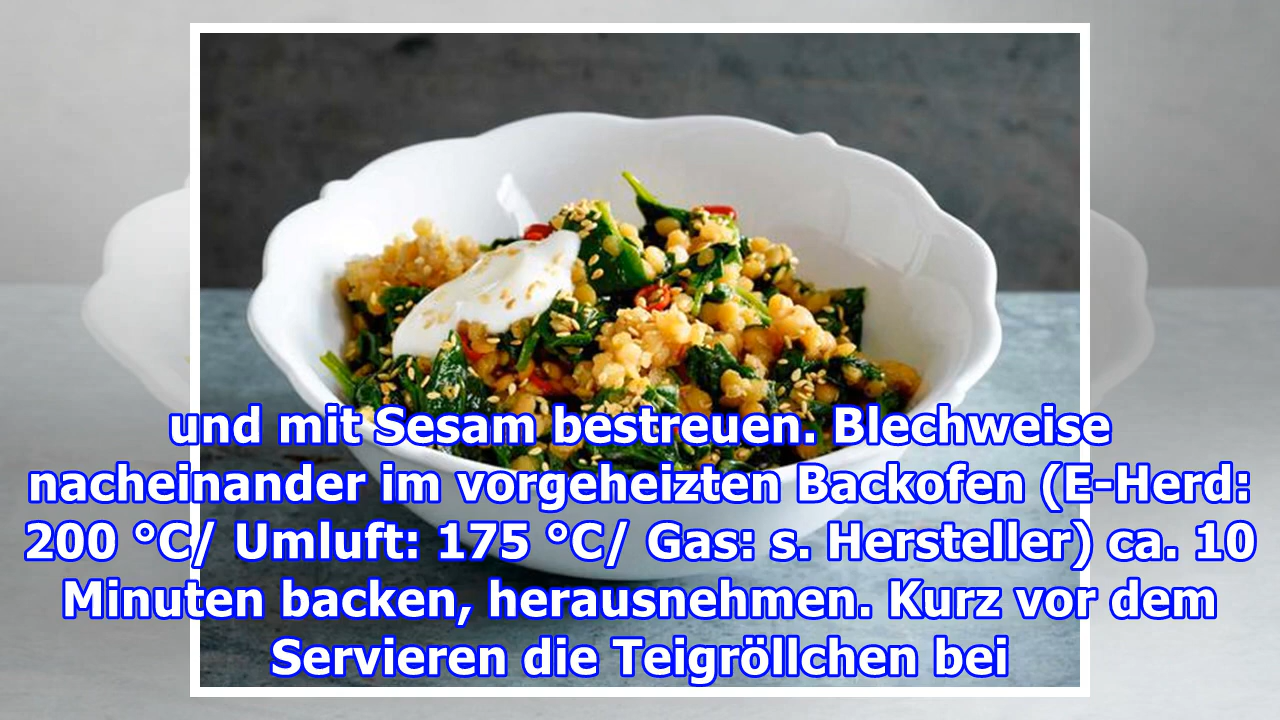 und mit Sesam bestreuen. Blechweise
nacheinander im vorgeheizten Backofen (E-Herd:
200 °C/ Umluft: 175 °C/ Gas: s. Hersteller) ca. 10
Minuten backen, herausnehmen. Kurz vor dem
Servieren die Teigröllchen bei